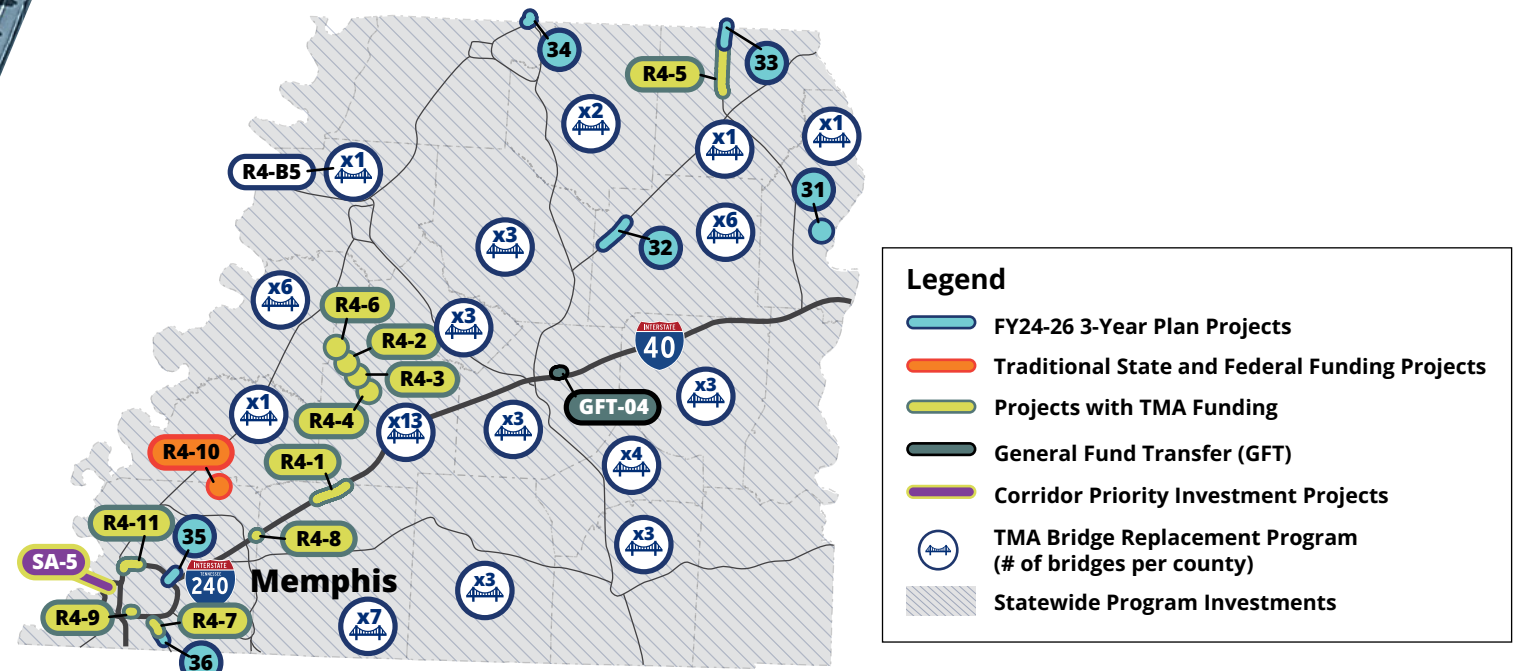 34
33
R4-5
x2
x1
x1
R4-B5
x1
31
x3
x6
32
x6
R4-6
x3
R4-2
INTERSTATE
40
R4-3
x1
R4-4
x13
x3
GFT-04
x3
R4-10
R4-1
x4
R4-11
35
R4-8
x3
SA-5
INTERSTATE
TENNESSEE
240
Memphis
x3
R4-9
R4-7
x7
36
Legend
FY24-26 3-Year Plan Projects
Traditional State and Federal Funding Projects
Projects with TMA Funding
General Fund Transfer (GFT)
Corridor Priority Investment Projects
TMA Bridge Replacement Program
(# of bridges per county)
Statewide Program Investments